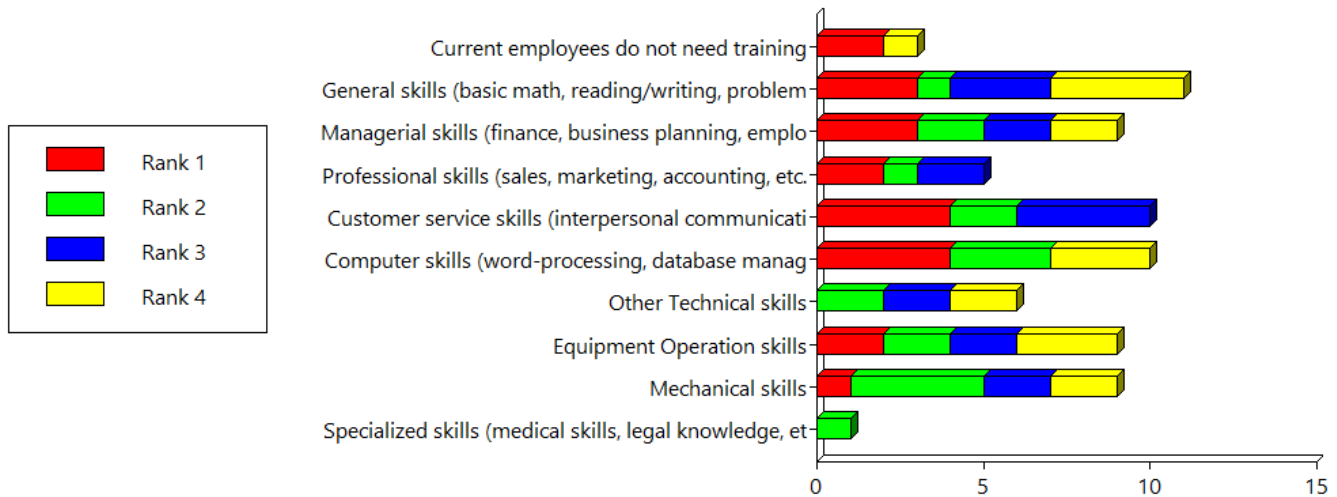 Rank 1
Rank 2
Rank 3
Rank 4
Current employees do not need training
General skills (basic math, reading/writing, problem
Managerial skills (finance, business planning, emplo
Professional skills (sales, marketing, accounting, etc.
Customer service skills (interpersonal communicati
Computer skills (word-processing, database manag
Other Technical skills
Equipment Operation skills
Mechanical skills
Specialized skills (medical skills, legal knowledge, et
0 5 10 15